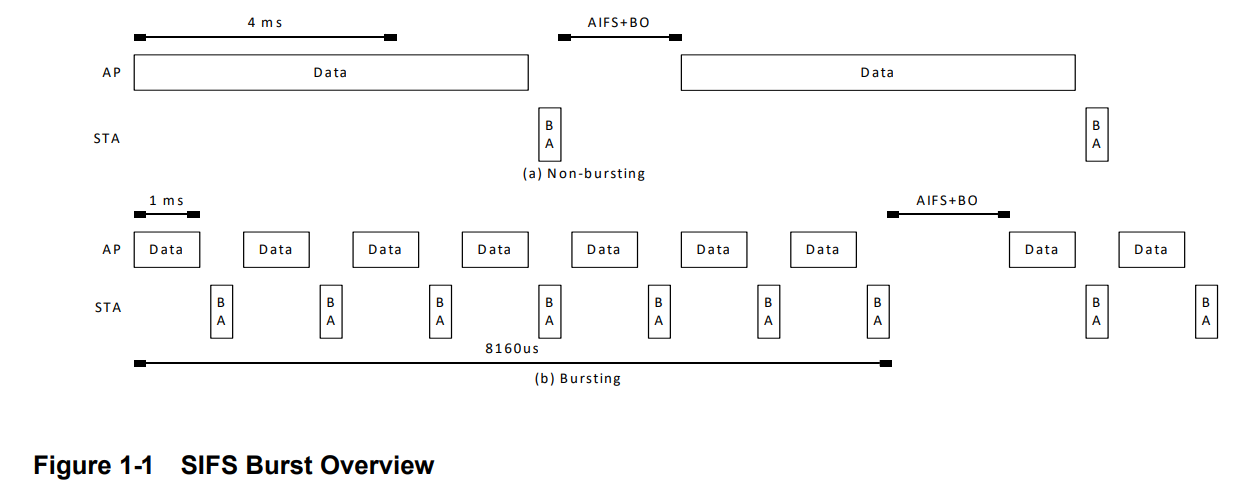 4 ms AIFS+BO
AP Data Data
STA B A B A
(a) Non-bursting
1 ms AIFS+BO
AP Data Data Data Data Data Data Data Data Data
STA B A B A B A B A B A B A B A B A B A
8160us
(b) Bursting
Figure 1-1 SIFS Burst Overview